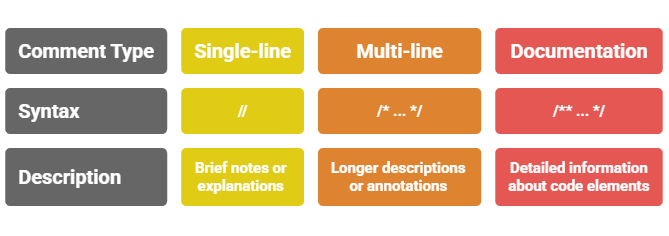 Comment Type Single-line Multi-line Documentation
Syntax // /* ... */ /** ... */
Description
Brief notes or
explanations
Longer descriptions
or annotations
Detailed information
about code elements